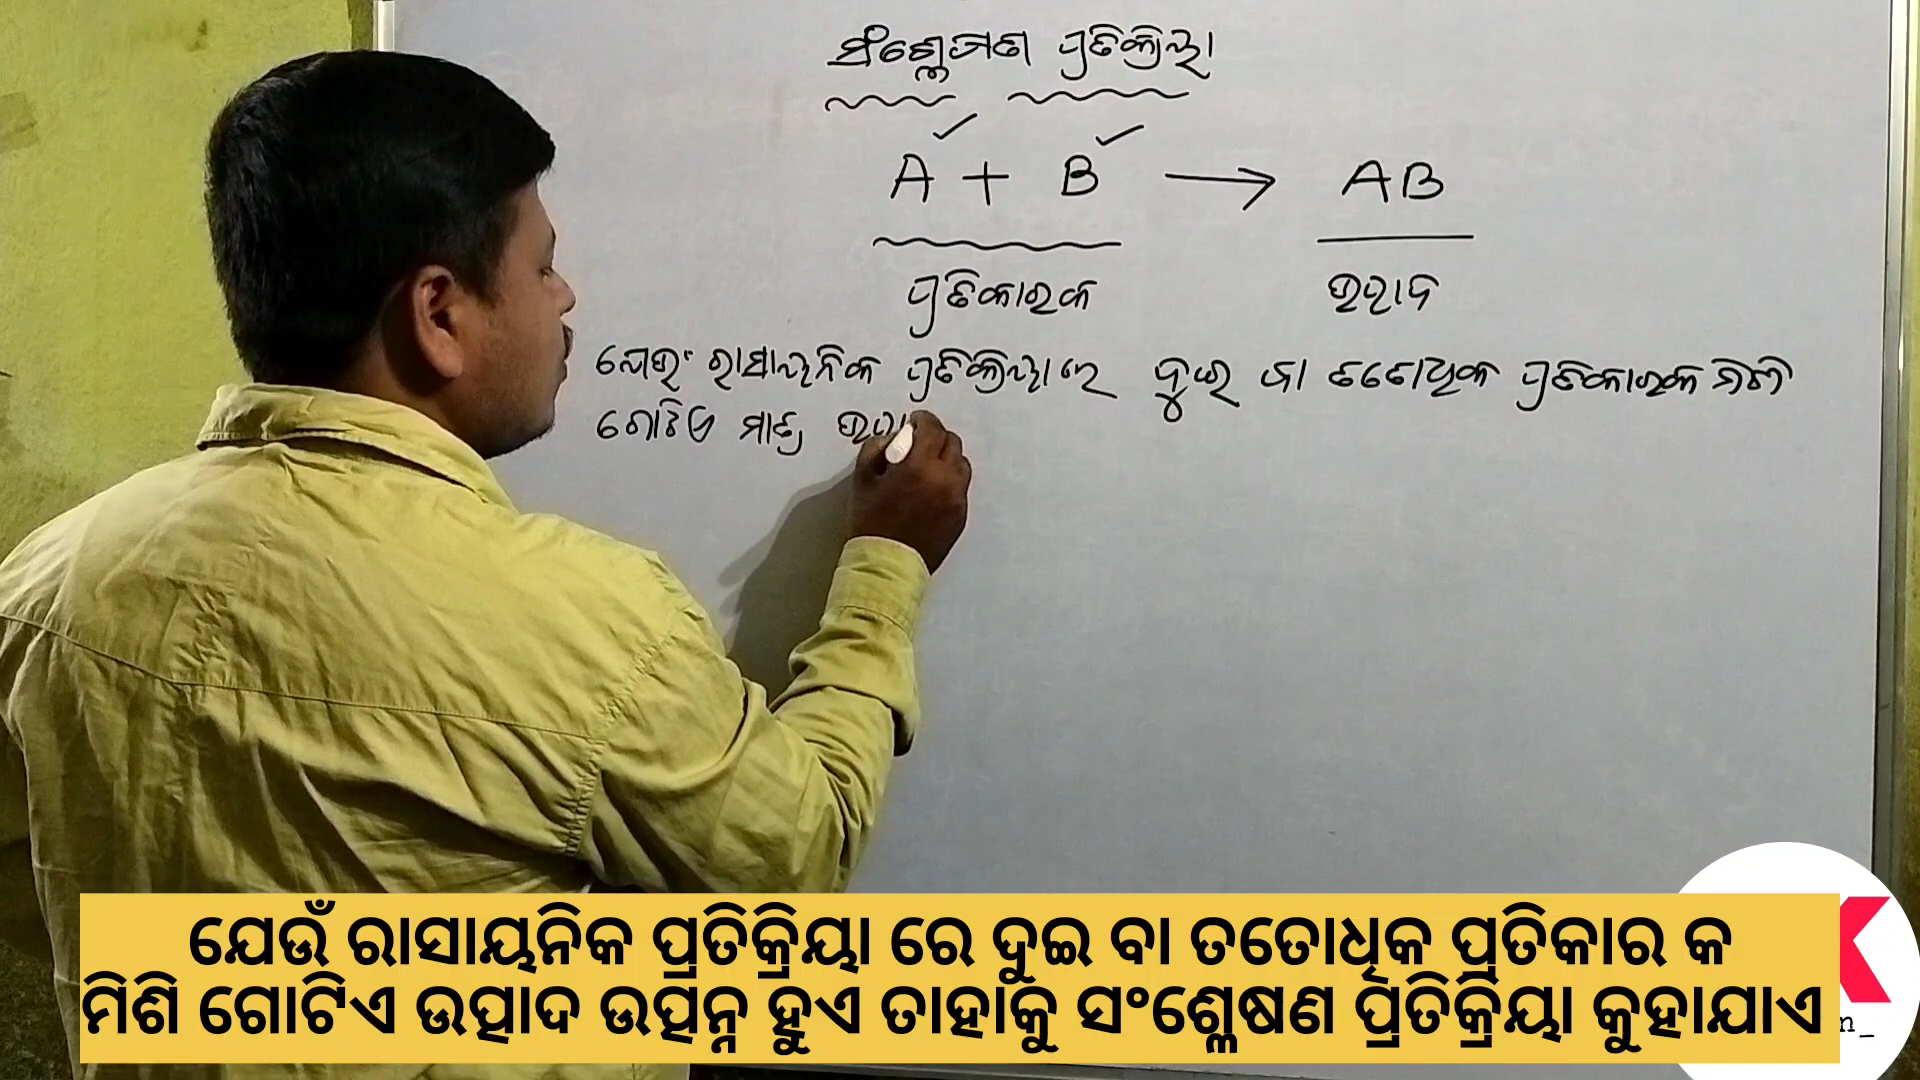 ସଂଶ୍ଳେଷଣ ପ୍ରତିକ୍ରିୟା
A + B → AB
ପ୍ରତିକାରକ ଉତ୍ପାଦ
ଯେଉଁ ରାସାୟନିକ ପ୍ରତିକ୍ରିୟାରେ ଦୁଇ ବା ତତୋଧିକ ପ୍ରତିକାରକ ମିଶି
ଗୋଟିଏ ମାତ୍ର ଉତ୍ପା
ଯେଉଁ ରାସାୟନିକ ପ୍ରତିକ୍ରିୟା ରେ ଦୁଇ ବା ତତୋଧିକ ପ୍ରତିକାର କ
ମିଶି ଗୋଟିଏ ଉତ୍ପାଦ ଉତ୍ପନ୍ନ ହୁଏ ତାହାକୁ ସଂଶ୍ଳେଷଣ ପ୍ରତିକ୍ରିୟା କୁହାଯାଏ